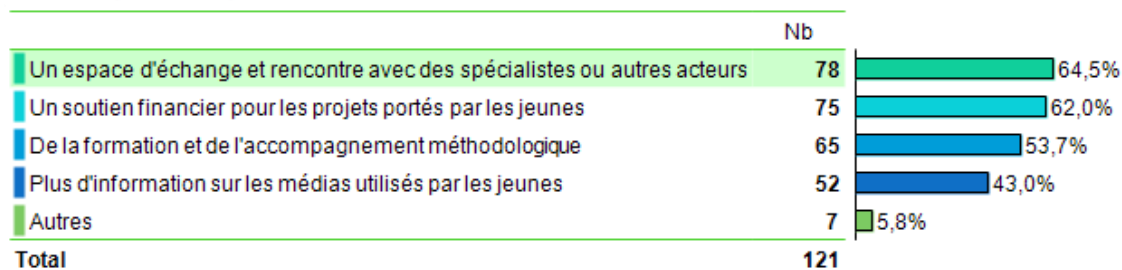 Nb
Un espace d'échange et rencontre avec des spécialistes ou autres acteurs 78 64,5%
Un soutien financier pour les projets portés par les jeunes 75 62,0%
De la formation et de l'accompagnement méthodologique 65 53,7%
Plus d'information sur les médias utilisés par les jeunes 52 43,0%
Autres 7 5,8%
Total 121